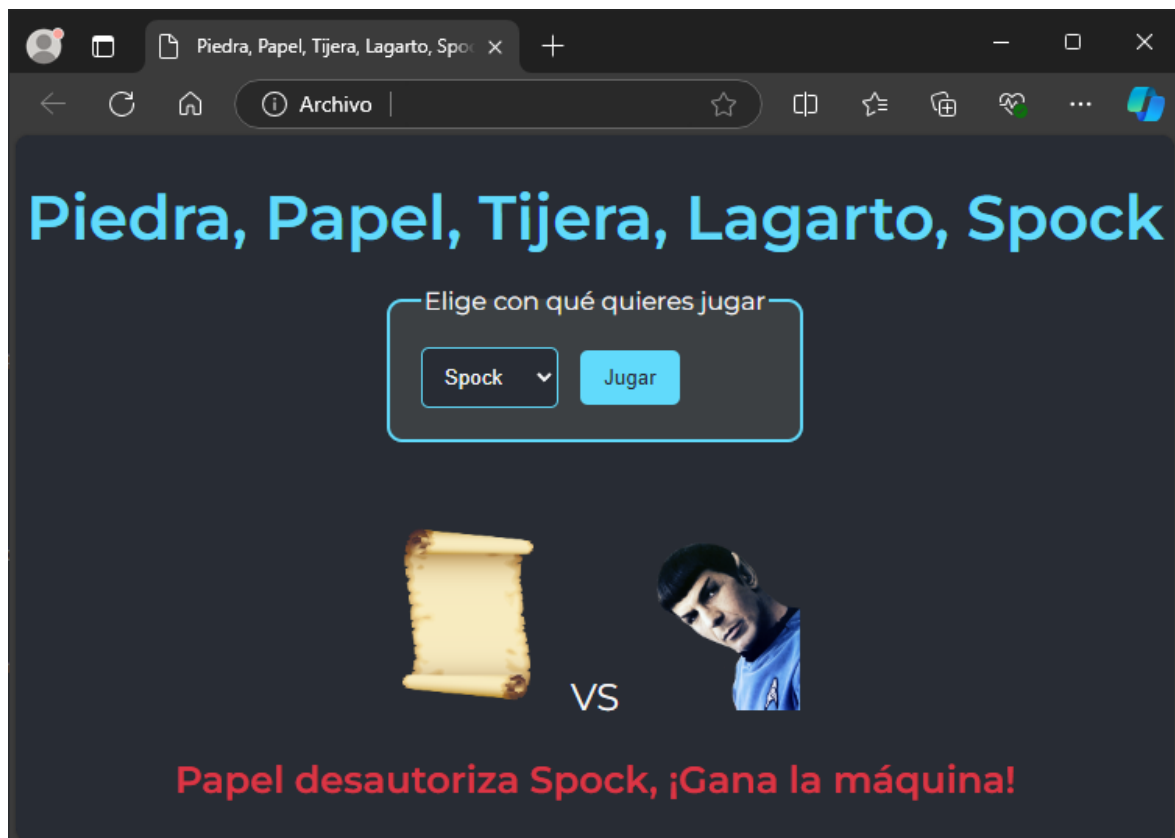 Piedra, Papel, Tijera, Lagarto, Spo
Archivo
Piedra, Papel, Tijera, Lagarto, Spock
Elige con qué quieres jugar
Spock
Jugar
VS
Papel desautoriza Spock, ¡Gana la máquina!